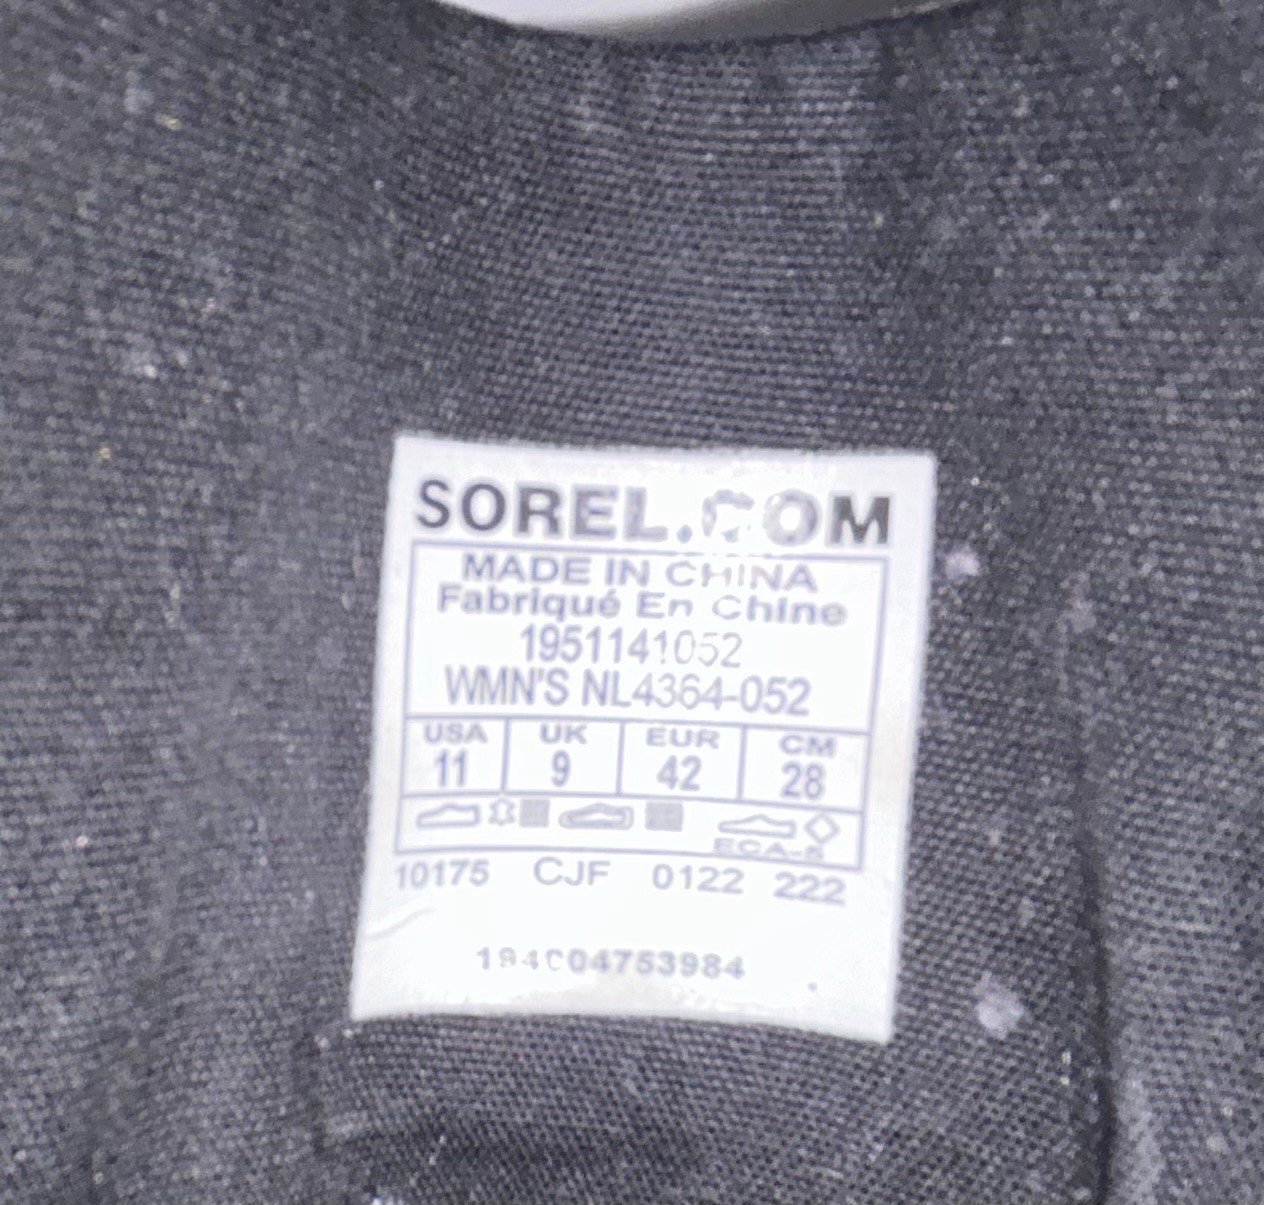 SOREL.COM
MADE IN CHINA
Fabriqué En Chine
1951141052
WMN'S NL4364-052
USA UK EUR CM
11 9 42 28
10175 CJF 0122 222